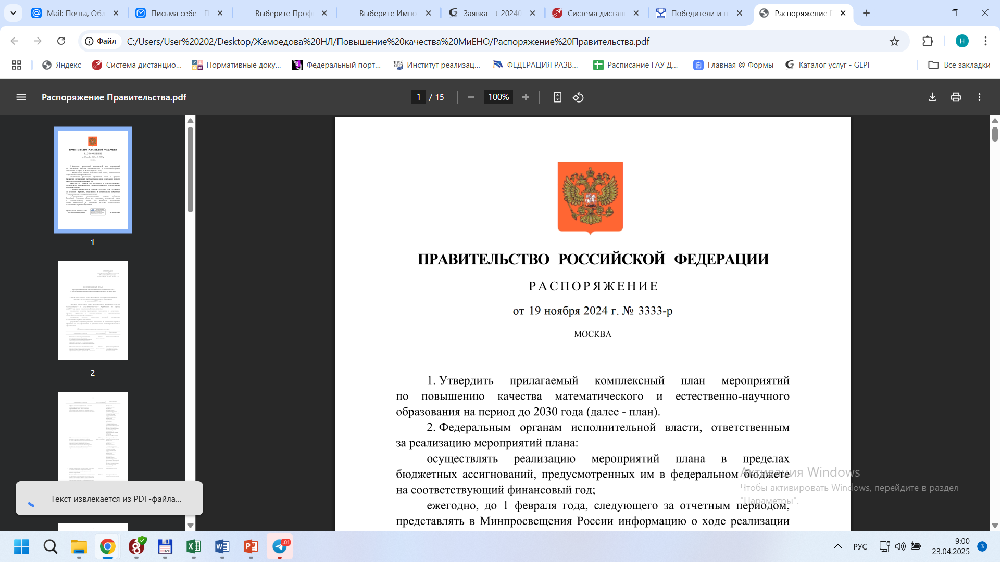 Mail: Почта, Обл
Письма себе - П
Выберите Проф
Выберите Импо
Заявка - t_20240
Система дистан
Победители и п
Распоряжение П
Файл
C:/Users/User%20202/Desktop/Жемоедова%20НЛ/Повышение%20качества%20МиЕНО/Распоряжение%20Правительства.pdf
Н
Яндекс
Система дистанцио...
Нормативные доку...
Федеральный порт...
Институт реализац...
ФЕДЕРАЦИЯ РАЗВ...
Расписание ГАУ Д...
Главная @ Формы
Каталог услуг - GLPI
Все закладки
Распоряжение Правительства.pdf
1 / 15
100%
1
2
ПРАВИТЕЛЬСТВО РОССИЙСКОЙ ФЕДЕРАЦИИ
РАСПОРЯЖЕНИЕ
от 19 ноября 2024 г. № 3333-р
МОСКВА
1. Утвердить прилагаемый комплексный план мероприятий
по повышению качества математического и естественно-научного
образования на период до 2030 года (далее - план).
2. Федеральным органам исполнительной власти, ответственным
за реализацию мероприятий плана:
осуществлять реализацию мероприятий плана в пределах
бюджетных ассигнований, предусмотренных им в федеральном бюджете
на соответствующий финансовый год;
ежегодно, до 1 февраля года, следующего за отчетным периодом,
представлять в Минпросвещения России информацию о ходе реализации
Активация Windows
Чтобы активировать Windows, перейдите в раздел
"Параметры".
Текст извлекается из PDF-файла...
РУС
9:00
23.04.2025
3